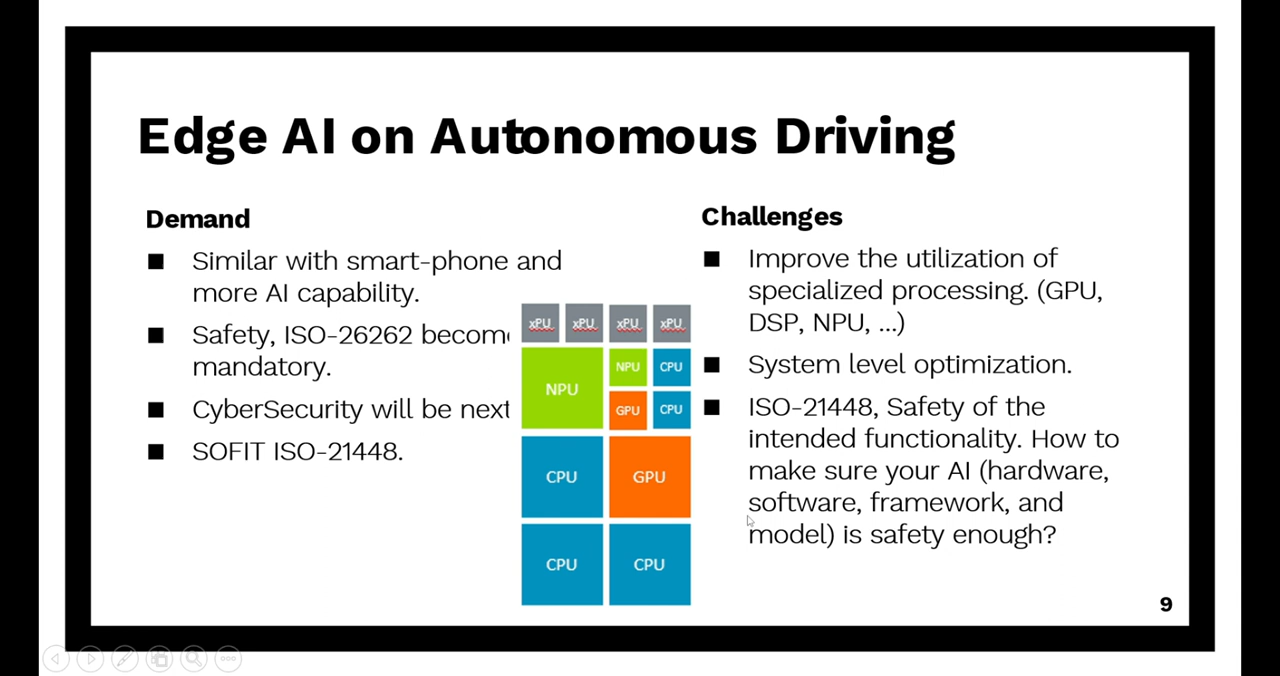 Edge AI on Autonomous Driving
Demand
■ Similar with smart-phone and
more AI capability.
■ Safety, ISO-26262 becom
mandatory.
■ CyberSecurity will be next
■ SOFIT ISO-21448.
xPU xPU xPU xPU
NPU NPU CPU
GPU CPU
CPU GPU
CPU CPU
Challenges
■ Improve the utilization of
specialized processing. (GPU,
DSP, NPU, ...)
■ System level optimization.
■ ISO-21448, Safety of the
intended functionality. How to
make sure your AI (hardware,
software, framework, and
model) is safety enough?
9